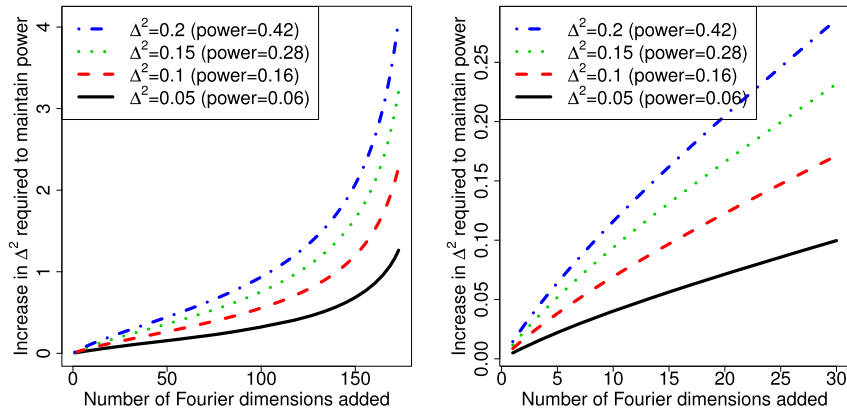 Increase in Δ² required to maintain power
4
3
2
1
0
Δ²=0.2 (power=0.42)
Δ²=0.15 (power=0.28)
Δ²=0.1 (power=0.16)
Δ²=0.05 (power=0.06)
0 50 100 150
Number of Fourier dimensions added
Increase in Δ² required to maintain power
0.25
0.20
0.15
0.10
0.05
0.00
Δ²=0.2 (power=0.42)
Δ²=0.15 (power=0.28)
Δ²=0.1 (power=0.16)
Δ²=0.05 (power=0.06)
0 5 10 15 20 25 30
Number of Fourier dimensions added